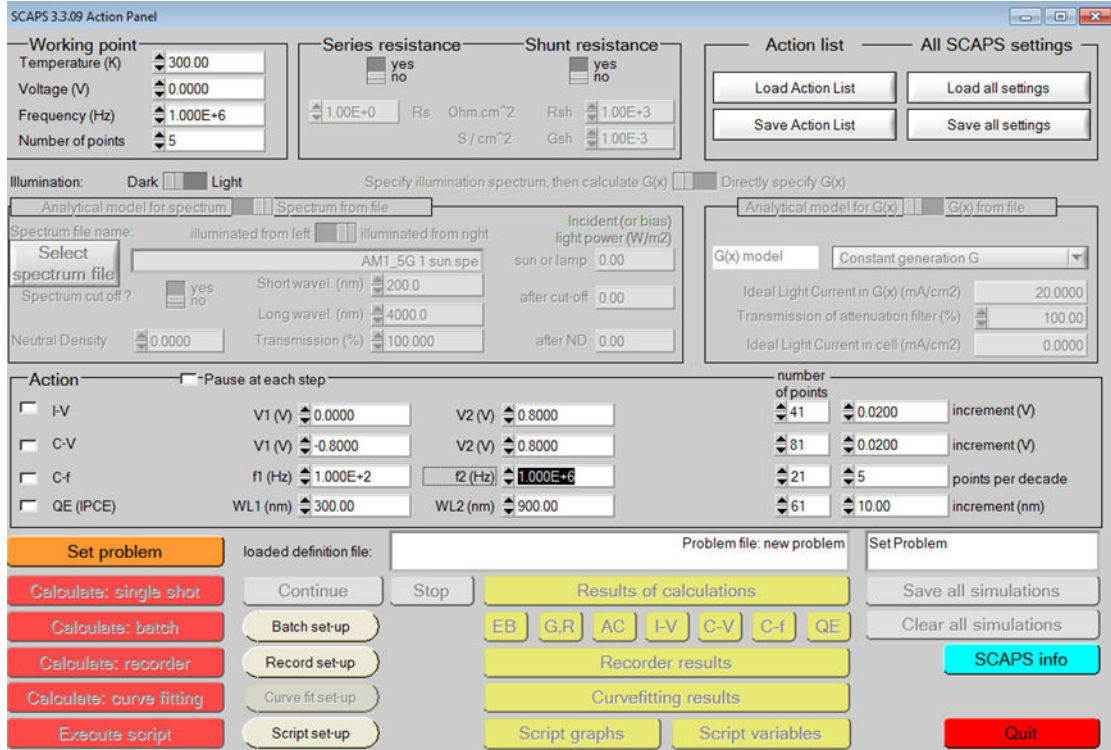 SCAPS 3.3.09 Action Panel
Working point
Temperature (K) 300.00
Voltage (V) 0.0000
Frequency (Hz) 1.000E+6
Number of points 5
Series resistance
yes
no
1.00E+0 Rs Ohm.cm^2
S / cm^2
Shunt resistance
yes
no
Rsh 1.00E+3
Gsh 1.00E-3
Action list
Load Action List
Save Action List
All SCAPS settings
Load all settings
Save all settings
Illumination: Dark Light
Specify illumination spectrum, then calculate G(x) Directly specify G(x)
Analytical model for spectrum Spectrum from file
Spectrum file name: illuminated from left illuminated from right
Select
spectrum file
AM1_5G 1 sun.spe
Spectrum cut off ? yes
no
Short wavel. (nm) 200.0
Long wavel. (nm) 4000.0
Neutral Density 0.0000
Transmission (%) 100.000
Incident (or bias)
light power (W/m2)
sun or lamp 0.00
after cut-off 0.00
after ND 0.00
Analytical model for G(x) G(x) from file
G(x) model Constant generation G
Ideal Light Current in G(x) (mA/cm2) 20.0000
Transmission of attenuation filter (%) 100.00
Ideal Light Current in cell (mA/cm2) 0.0000
Action Pause at each step
number
of points
I-V V1 (V) 0.0000 V2 (V) 0.8000 41 0.0200 increment (V)
C-V V1 (V) -0.8000 V2 (V) 0.8000 81 0.0200 increment (V)
C-f f1 (Hz) 1.000E+2 f2 (Hz) 1.000E+6 21 5 points per decade
QE (IPCE) WL1 (nm) 300.00 WL2 (nm) 900.00 61 10.00 increment (nm)
Set problem
loaded definition file:
Problem file: new problem
Set Problem
Calculate: single shot
Continue
Stop
Results of calculations
Save all simulations
Calculate: batch
Batch set-up
EB G,R AC I-V C-V C-f QE
Clear all simulations
Calculate: recorder
Record set-up
Recorder results
SCAPS info
Calculate: curve fitting
Curve fit set-up
Curvefitting results
Execute script
Script set-up
Script graphs
Script variables
Quit